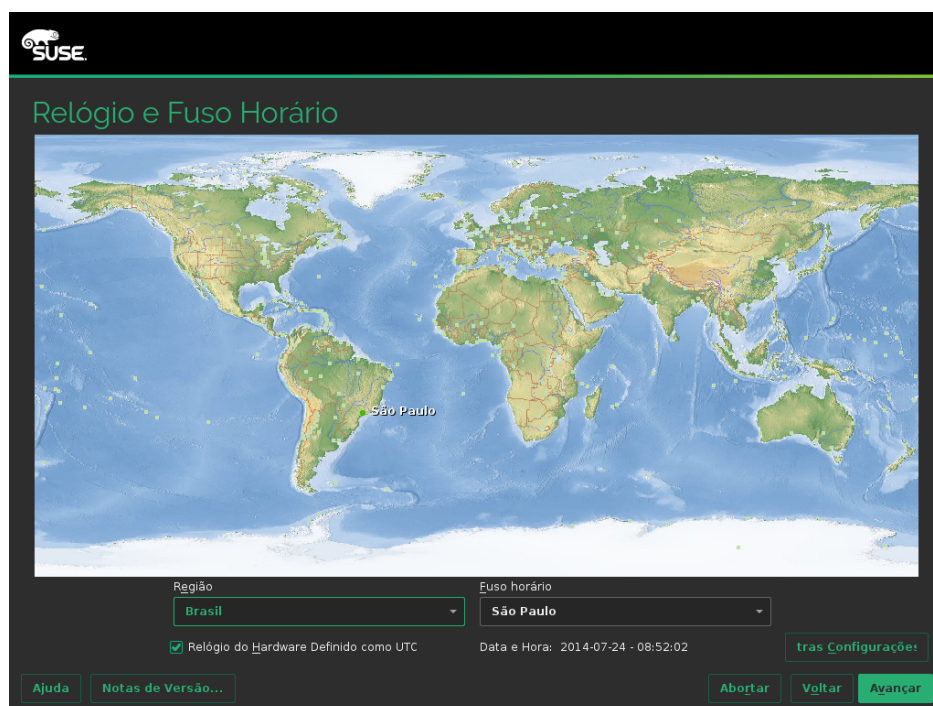 SUSE.
Relógio e Fuso Horário
São Paulo
Região
Fuso horário
Brasil
São Paulo
Relógio do Hardware Definido como UTC
Data e Hora: 2014-07-24 - 08:52:02
tras Configurações
Ajuda
Notas de Versão...
Abortar
Voltar
Avançar